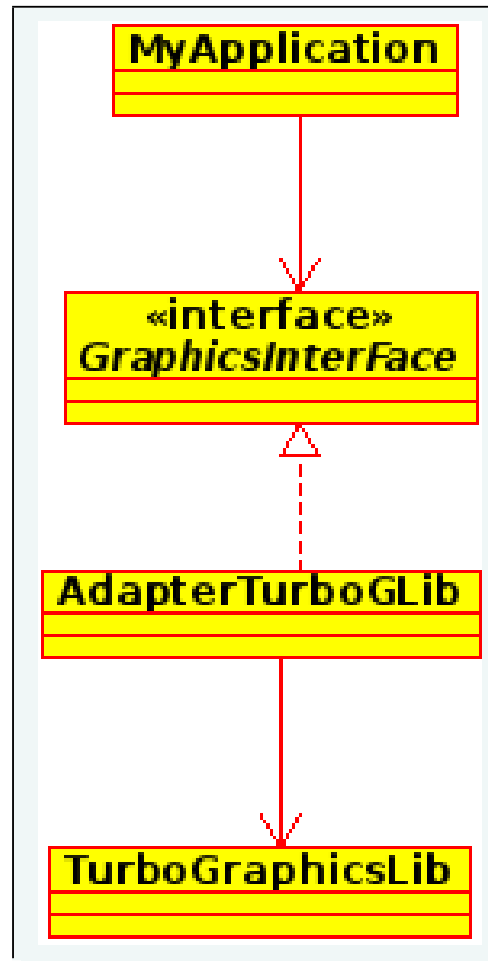 MyApplication
«interface»
GraphicsInterFace
AdapterTurboGLib
TurboGraphicsLib